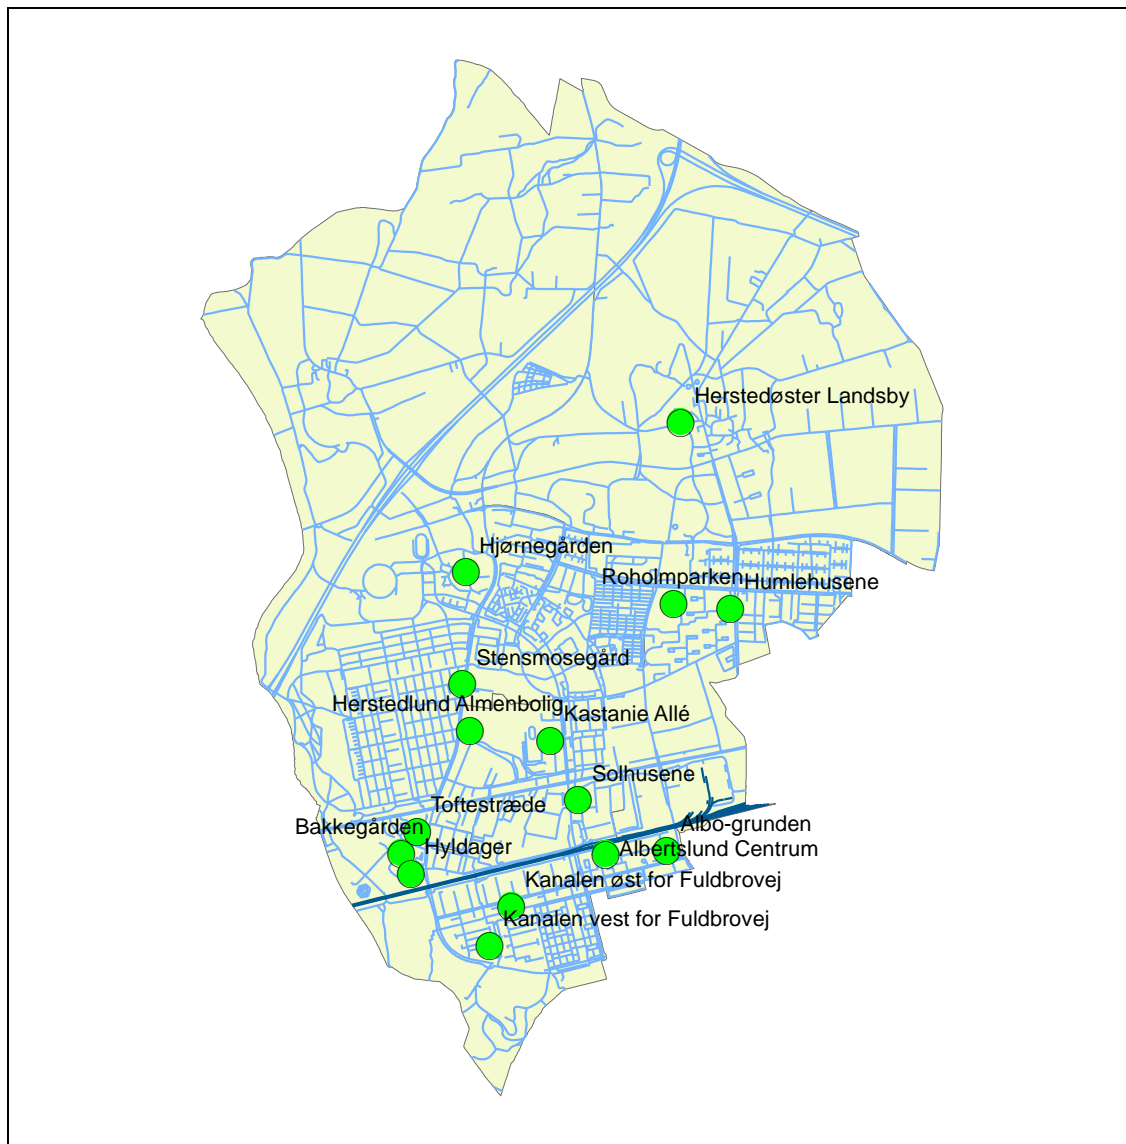 Herstedøster Landsby
Hjørnegården
Roholmparken
Humlehusene
Stensmosegård
Herstedlund Almenbolig
Kastanie Allé
Solhusene
Toftestræde
Bakkegården
Albo-grunden
Hyldager
Albertslund Centrum
Kanalen øst for Fuldbrovej
Kanalen vest for Fuldbrovej